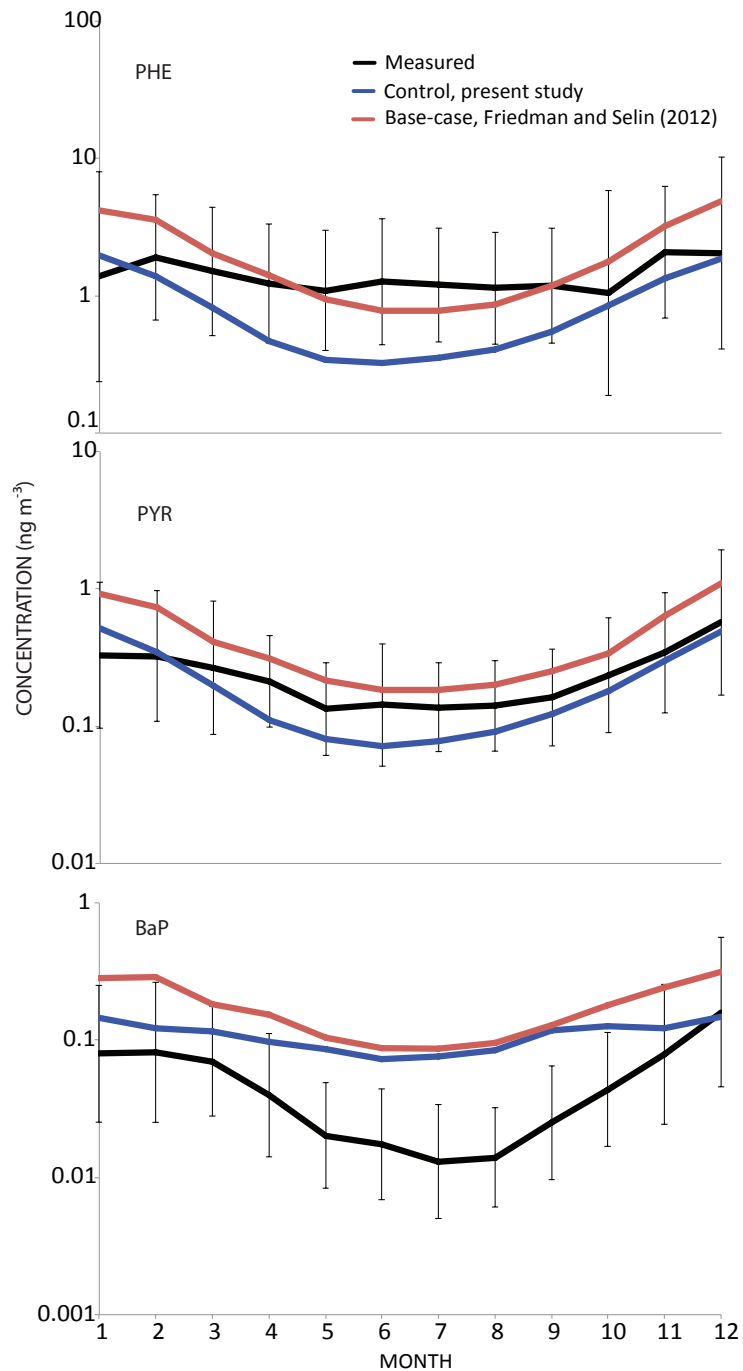 100
PHE
Measured
Control, present study
Base-case, Friedman and Selin (2012)
10
1
0.1
10
PYR
1
0.1
0.01
CONCENTRATION (ng m⁻³)
1
BaP
0.1
0.01
0.001
1 2 3 4 5 6 7 8 9 10 11 12
MONTH